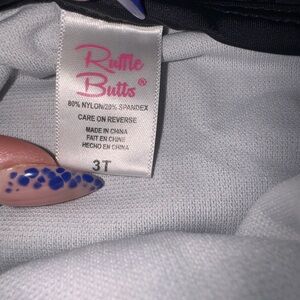 Ruffle
Butts®
80% NYLON/20% SPANDEX
CARE ON REVERSE
MADE IN CHINA
FAIT EN CHINE
HECHO EN CHINA
3T